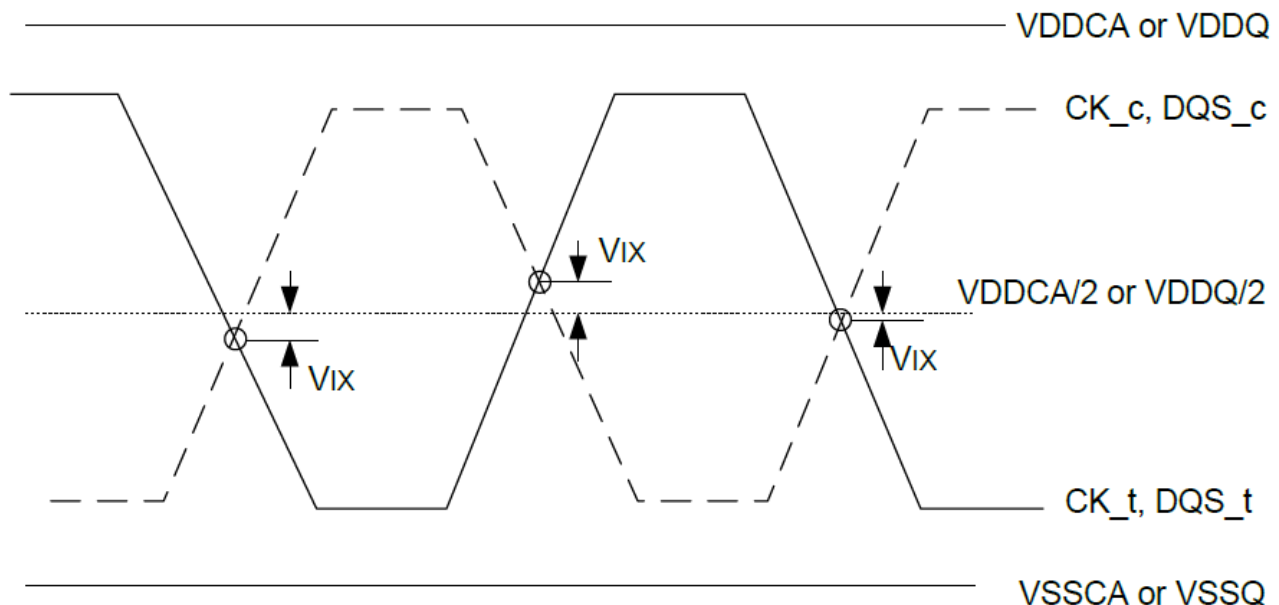 VDDCA or VDDQ
CK_c, DQS_c
VIX
VDDCA/2 or VDDQ/2
VIX
VIX
CK_t, DQS_t
VSSCA or VSSQ